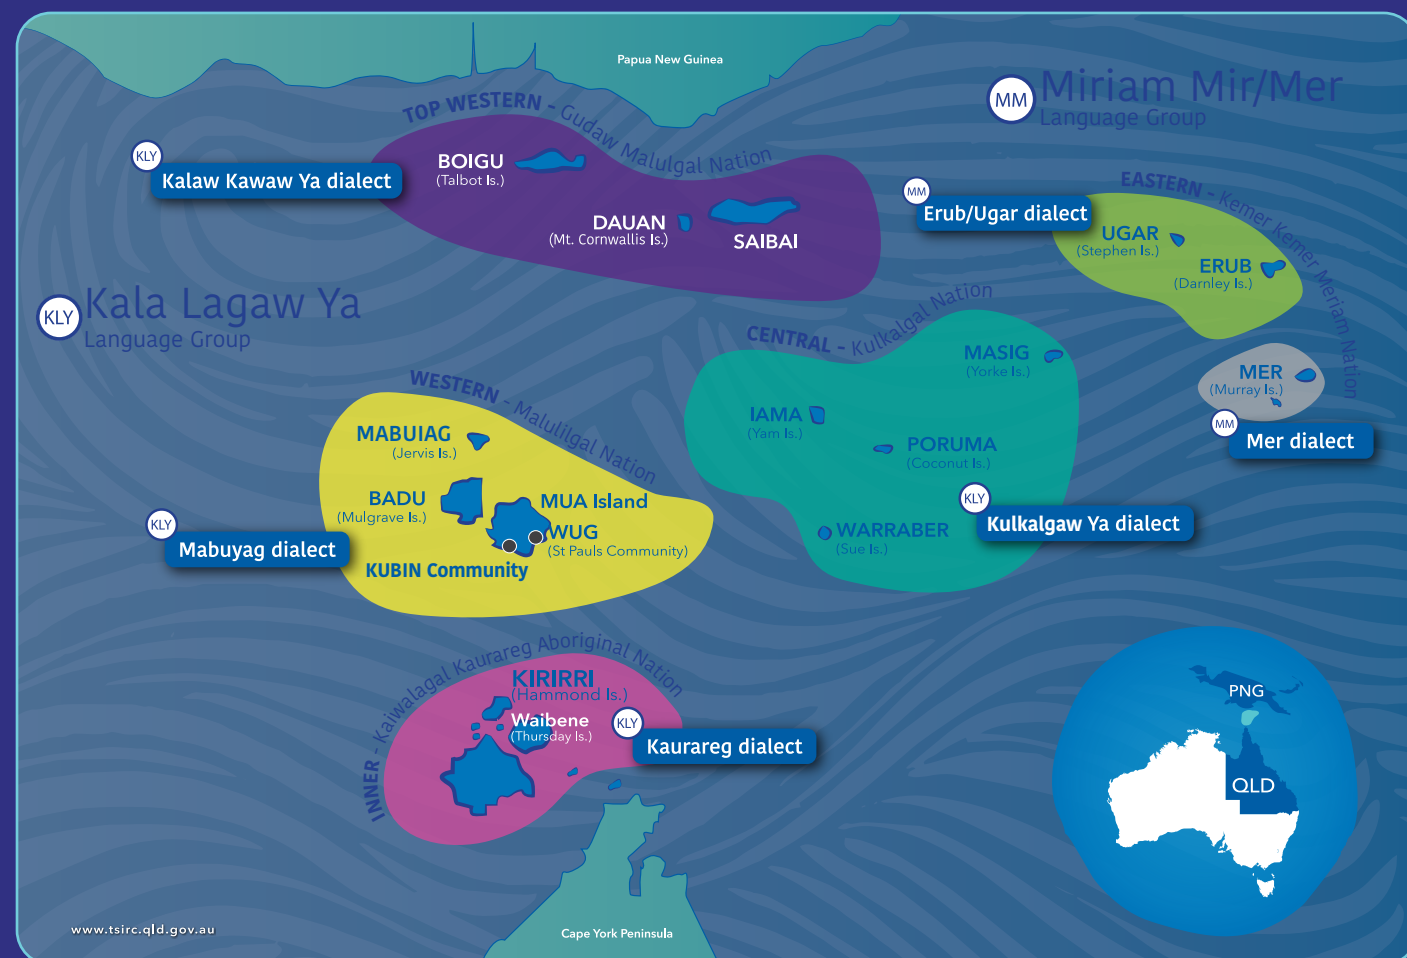 Papua New Guinea
MM
Miriam Mir/Mer
Language Group
TOP WESTERN - Gudaw Malulgal Nation
KLY
Kalaw Kawaw Ya dialect
BOIGU
(Talbot Is.)
DAUAN
(Mt. Cornwallis Is.)
SAIBAI
MM
Erub/Ugar dialect
EASTERN - Kemer Kemer Meriam Nation
UGAR
(Stephen Is.)
ERUB
(Darnley Is.)
KLY
Kala Lagaw Ya
Language Group
CENTRAL - Kulkalgal Nation
MASIG
(Yorke Is.)
IAMA
(Yam Is.)
PORUMA
(Coconut Is.)
WARRABER
(Sue Is.)
KLY
Kulkalgaw Ya dialect
MER
(Murray Is.)
MM
Mer dialect
WESTERN - Malulilgal Nation
MABUIAG
(Jervis Is.)
BADU
(Mulgrave Is.)
MUA Island
WUG
(St Pauls Community)
KUBIN Community
KLY
Mabuyag dialect
INNER - Kaiwalagal Kaurareg Aboriginal Nation
KIRIRRI
(Hammond Is.)
Waibene
(Thursday Is.)
KLY
Kaurareg dialect
PNG
QLD
www.tsirc.qld.gov.au
Cape York Peninsula